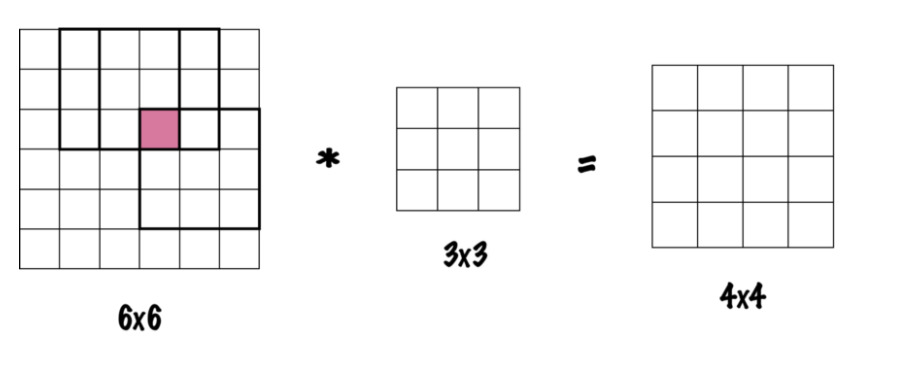 * =
6x6
3x3
4x4